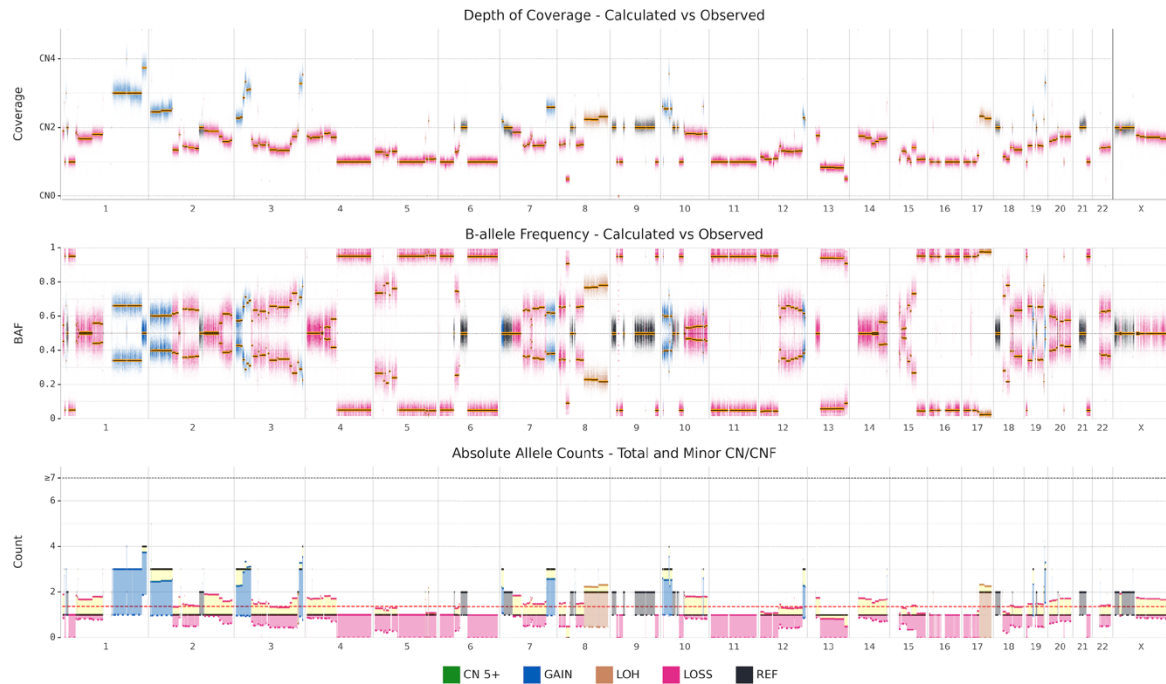 Depth of Coverage - Calculated vs Observed
Coverage
CN4
CN2
CN0
1 2 3 4 5 6 7 8 9 10 11 12 13 14 15 16 17 18 19 20 21 22 X
B-allele Frequency - Calculated vs Observed
BAF
1
0.8
0.6
0.4
0.2
0
1 2 3 4 5 6 7 8 9 10 11 12 13 14 15 16 17 18 19 20 21 22 X
Absolute Allele Counts - Total and Minor CN/CNF
Count
≥7
6
4
2
0
1 2 3 4 5 6 7 8 9 10 11 12 13 14 15 16 17 18 19 20 21 22 X
CN 5+ GAIN LOH LOSS REF